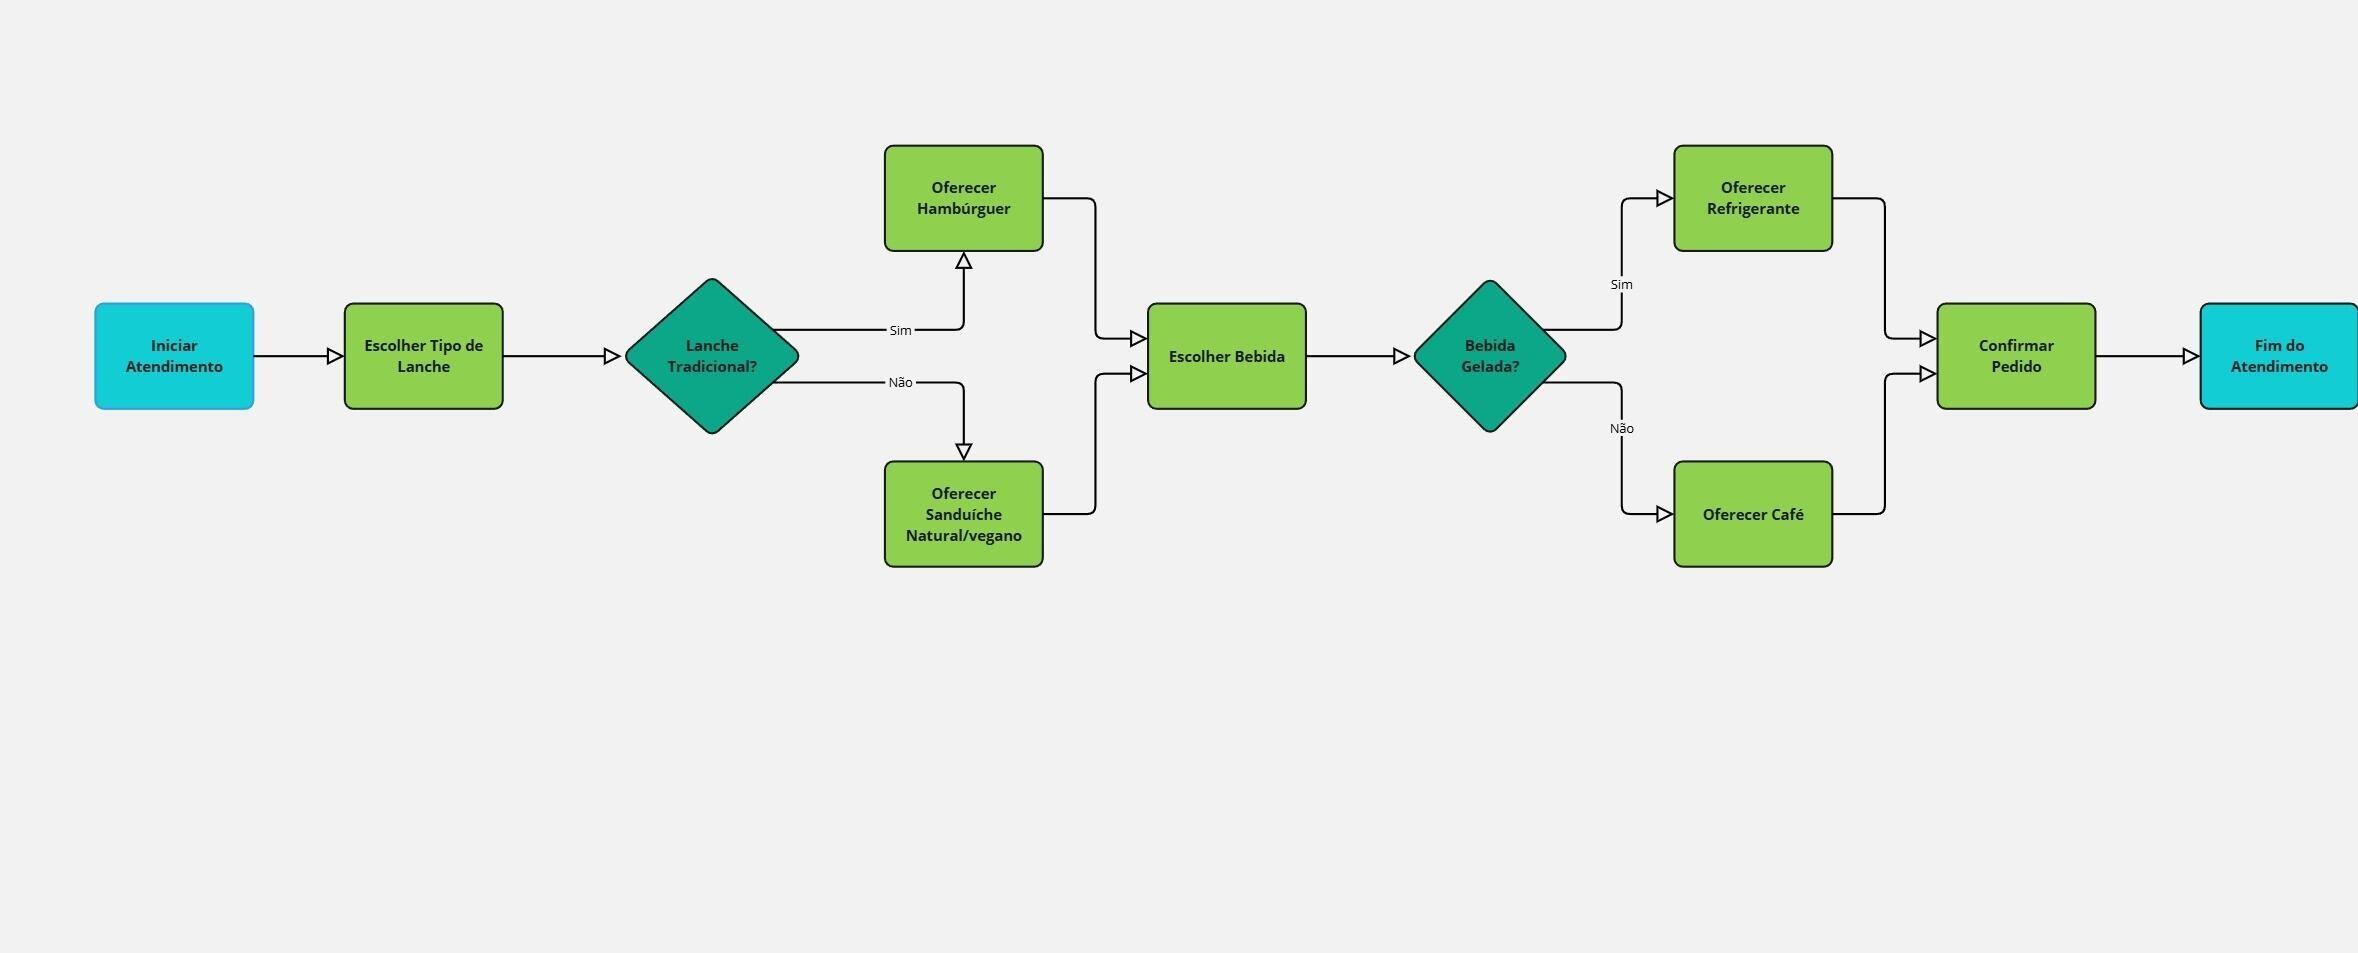 Iniciar
Atendimento
Escolher Tipo de
Lanche
Lanche
Tradicional?
Sim
Não
Oferecer
Hambúrguer
Oferecer
Sanduíche
Natural/vegano
Escolher Bebida
Bebida
Gelada?
Sim
Não
Oferecer
Refrigerante
Oferecer Café
Confirmar
Pedido
Fim do
Atendimento